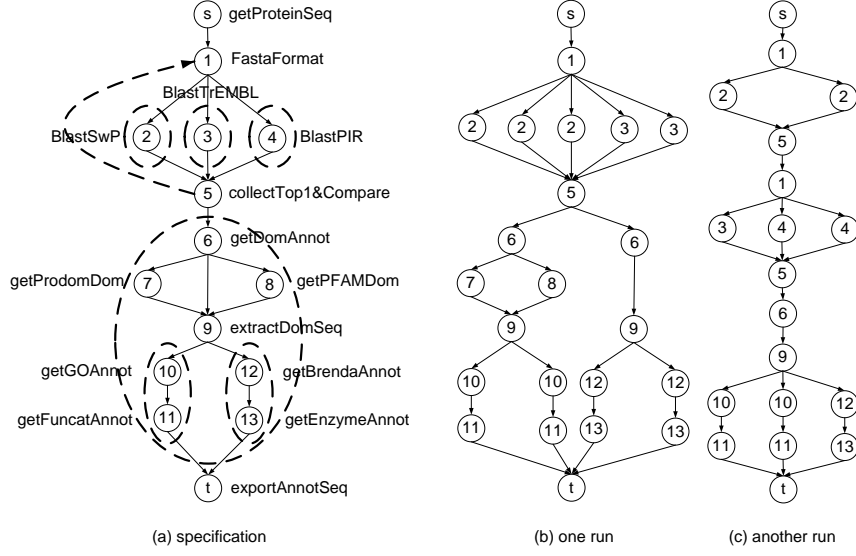 s getProteinSeq
1 FastaFormat
BlastTrEMBL
BlastSwP 2 3 4 BlastPIR
5 collectTop1&Compare
6 getDomAnnot
getProdomDom 7 8 getPFAMDom
9 extractDomSeq
getGOAnnot 10 12 getBrendaAnnot
getFuncatAnnot 11 13 getEnzymeAnnot
t exportAnnotSeq
(a) specification
s
1
2 2 2 3 3
5
6 6
7 8
9 9
10 10 12 12
11 11 13 13
t
(b) one run
s
1
2 2
5
1
3 4 4
5
6
9
10 10 12
11 11 13
t
(c) another run